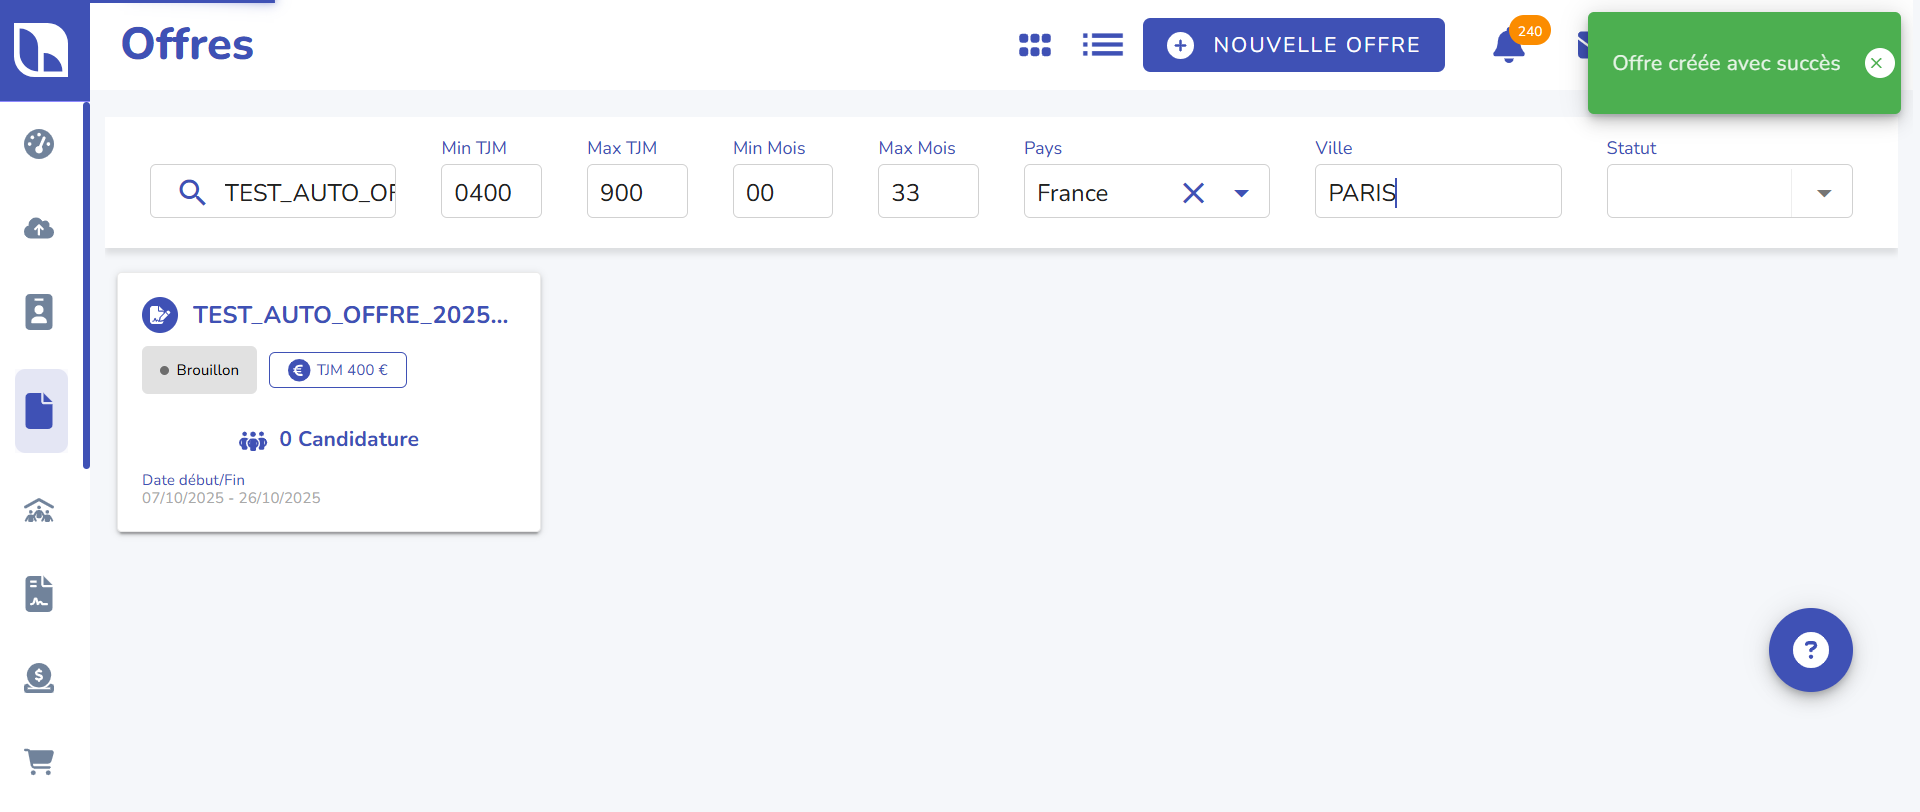 Offres
NOUVELLE OFFRE
240
Offre créée avec succès
Min TJM
Max TJM
Min Mois
Max Mois
Pays
Ville
Statut
TEST_AUTO_OF
0400
900
00
33
France
PARIS
TEST_AUTO_OFFRE_2025...
Brouillon
€ TJM 400 €
0 Candidature
Date début/Fin
07/10/2025 - 26/10/2025
?